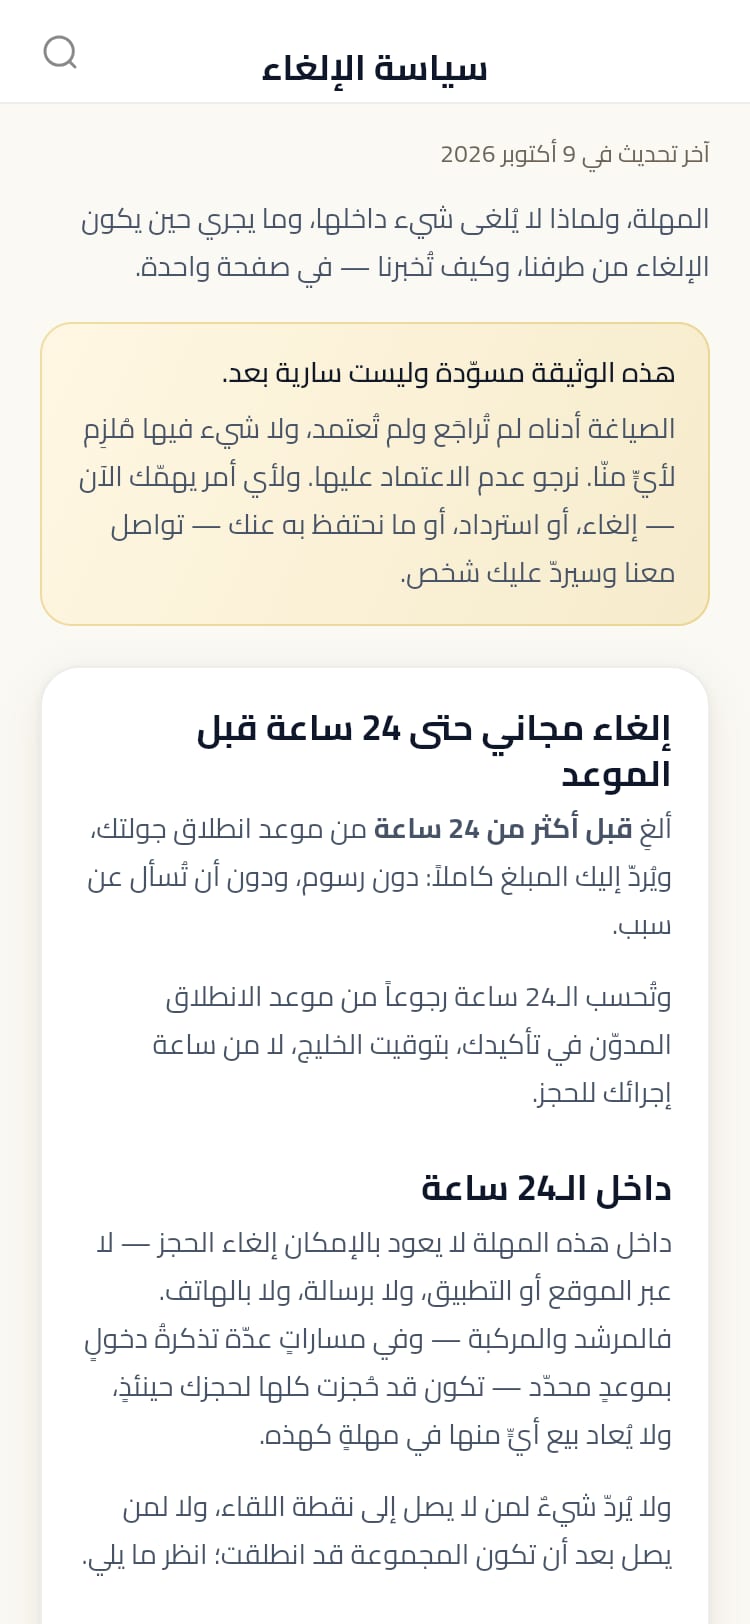 سياسة الإلغاء
آخر تحديث في 9 أكتوبر 2026
المهلة، ولماذا لا يُلغى شيء داخلها، وما يجري حين يكون
الإلغاء من طرفنا، وكيف تُخبرنا — في صفحة واحدة.
هذه الوثيقة مسوّدة وليست سارية بعد.
الصياغة أدناه لم تُراجَع ولم تُعتمد، ولا شيء فيها مُلزِم
لأيٍّ منّا. نرجو عدم الاعتماد عليها. ولأي أمر يهمّك الآن
— إلغاء، أو استرداد، أو ما نحتفظ به عنك — تواصل
معنا وسيردّ عليك شخص.
إلغاء مجاني حتى 24 ساعة قبل
الموعد
ألغِ قبل أكثر من 24 ساعة من موعد انطلاق جولتك،
ويُردّ إليك المبلغ كاملاً: دون رسوم، ودون أن تُسأل عن
سبب.
وتُحسب الـ24 ساعة رجوعاً من موعد الانطلاق
المدوّن في تأكيدك، بتوقيت الخليج، لا من ساعة
إجرائك للحجز.
داخل الـ24 ساعة
داخل هذه المهلة لا يعود بالإمكان إلغاء الحجز — لا
عبر الموقع أو التطبيق، ولا برسالة، ولا بالهاتف.
فالمرشد والمركبة — وفي مساراتٍ عدّة تذكرةُ دخولٍ
بموعدٍ محدّد — تكون قد حُجزت كلها لحجزك حينئذٍ،
ولا يُعاد بيع أيٍّ منها في مهلةٍ كهذه.
ولا يُردّ شيءٌ لمن لا يصل إلى نقطة اللقاء، ولا لمن
يصل بعد أن تكون المجموعة قد انطلقت؛ انظر ما يلي.